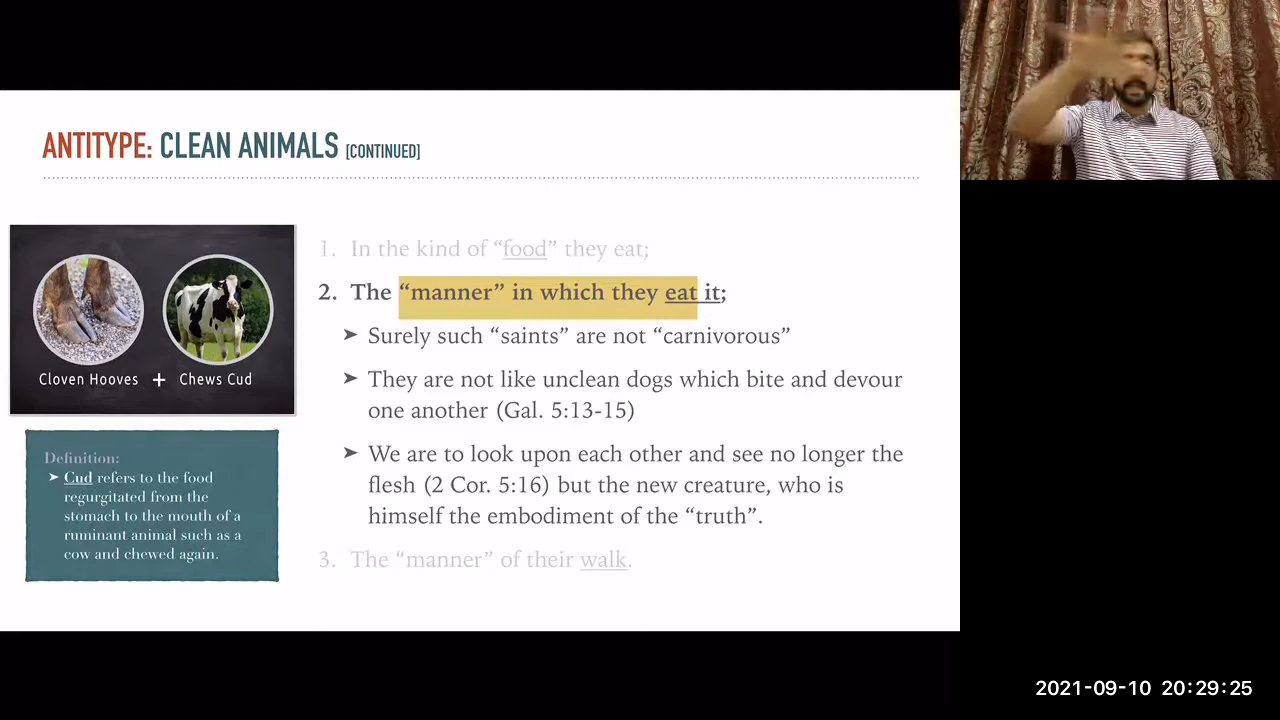 ANTITYPE: CLEAN ANIMALS [CONTINUED]
Cloven Hooves + Chews Cud
Definition:
➤ Cud refers to the food
regurgitated from the
stomach to the mouth of a
ruminant animal such as a
cow and chewed again.
1. In the kind of “food” they eat;
2. The “manner” in which they eat it;
➤ Surely such “saints” are not “carnivorous”
➤ They are not like unclean dogs which bite and devour
one another (Gal. 5:13-15)
➤ We are to look upon each other and see no longer the
flesh (2 Cor. 5:16) but the new creature, who is
himself the embodiment of the “truth”.
3. The “manner” of their walk.
2021-09-10 20:29:25